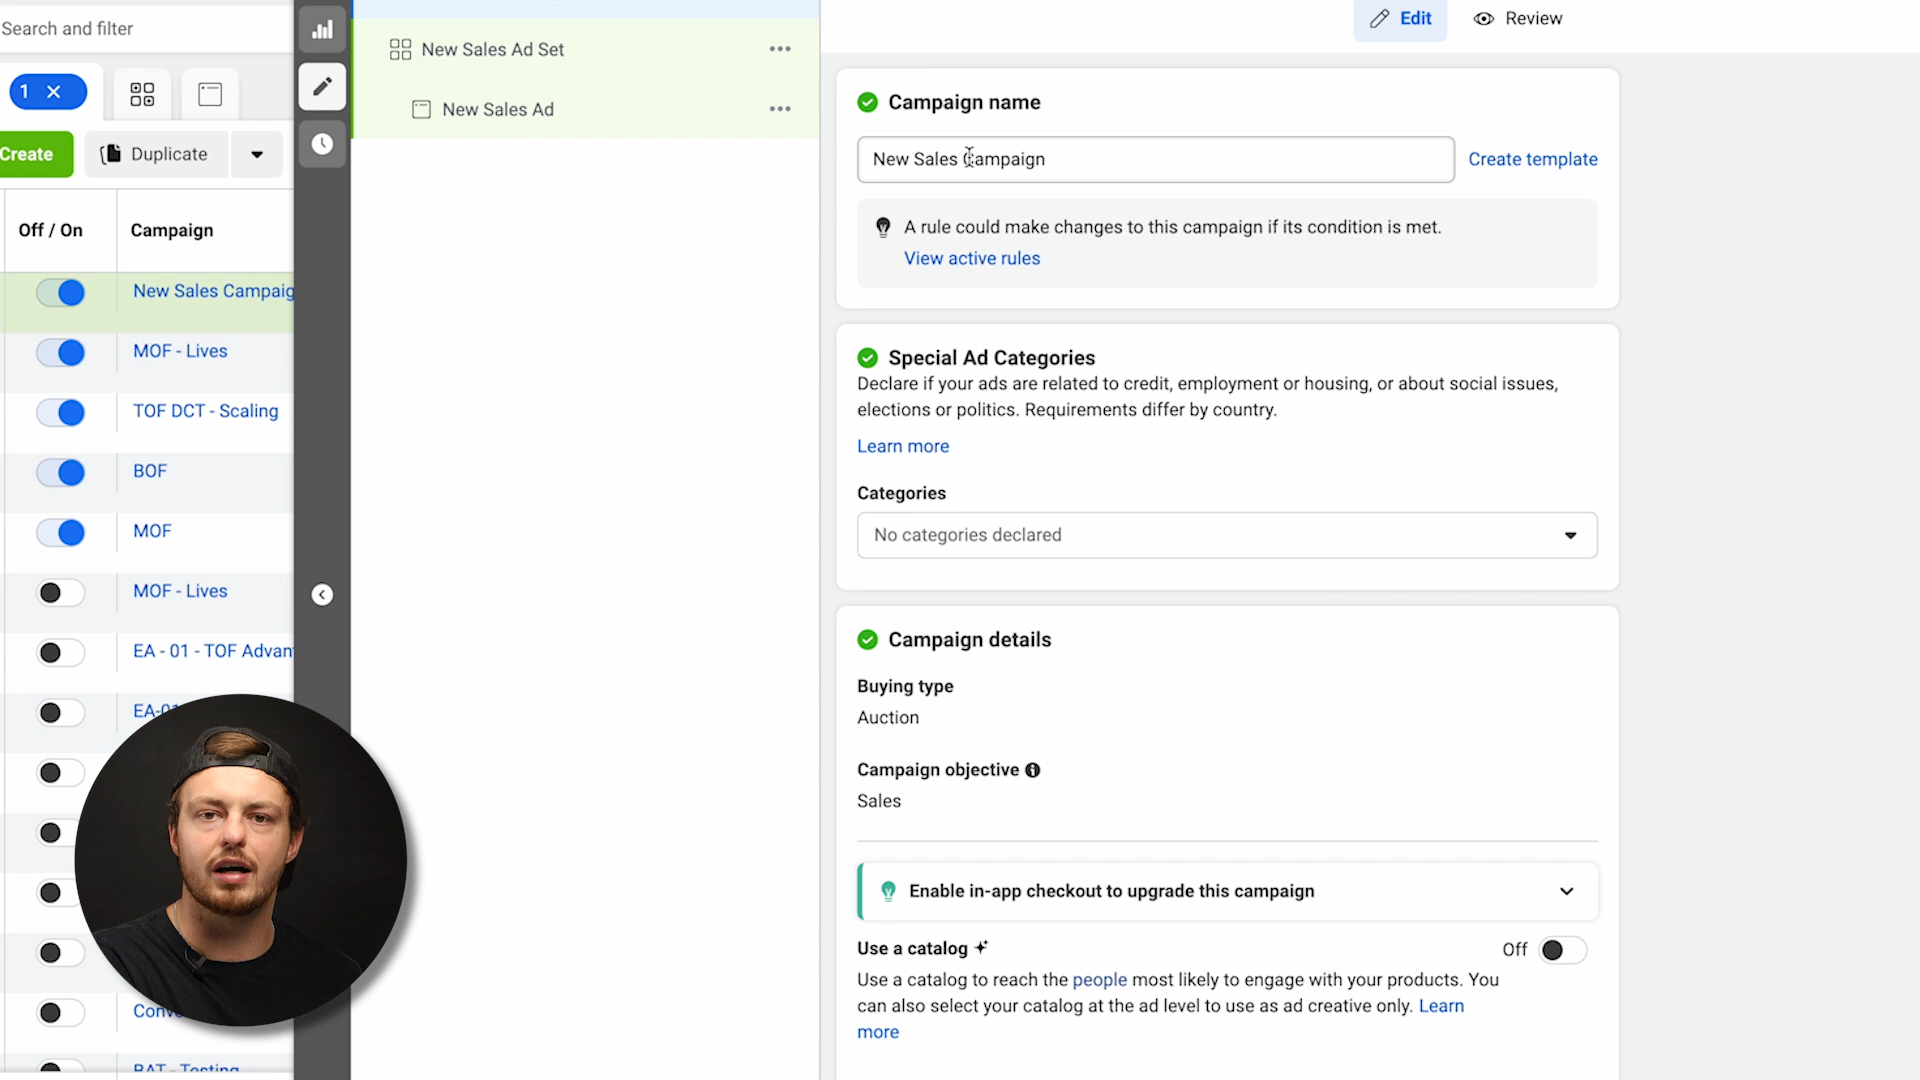 Search and filter
1
Create
Duplicate
Off / On
Campaign
New Sales Campaig
MOF - Lives
TOF DCT - Scaling
BOF
MOF
MOF - Lives
EA - 01 - TOF Advan
EA-01
Conv
BAT - Testing
New Sales Ad Set
New Sales Ad
Edit
Review
Campaign name
New Sales Campaign
Create template
A rule could make changes to this campaign if its condition is met.
View active rules
Special Ad Categories
Declare if your ads are related to credit, employment or housing, or about social issues,
elections or politics. Requirements differ by country.
Learn more
Categories
No categories declared
Campaign details
Buying type
Auction
Campaign objective
Sales
Enable in-app checkout to upgrade this campaign
Use a catalog
Off
Use a catalog to reach the people most likely to engage with your products. You
can also select your catalog at the ad level to use as ad creative only. Learn
more